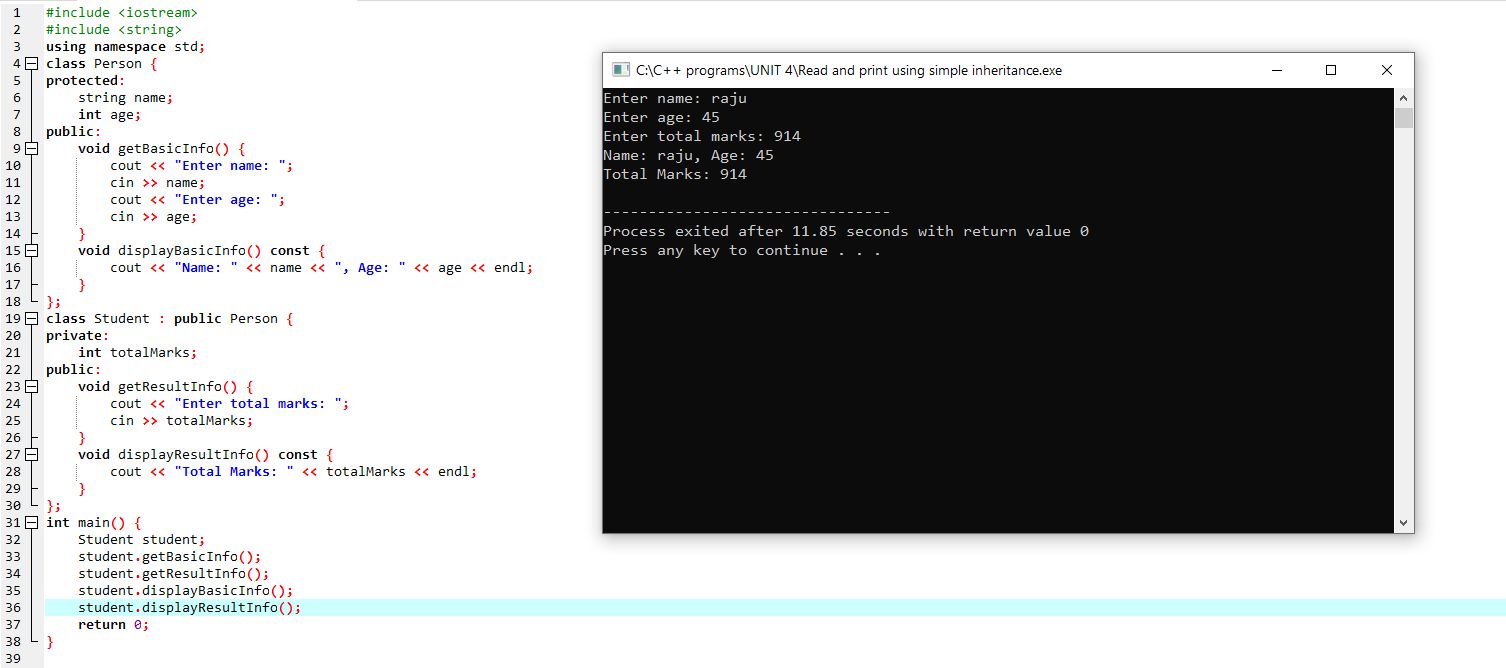 1 #include <iostream>
2 #include <string>
3 using namespace std;
4 class Person {
5 protected:
6     string name;
7     int age;
8 public:
9     void getBasicInfo() {
10         cout << "Enter name: ";
11         cin >> name;
12         cout << "Enter age: ";
13         cin >> age;
14     }
15     void displayBasicInfo() const {
16         cout << "Name: " << name << ", Age: " << age << endl;
17     }
18 };
19 class Student : public Person {
20 private:
21     int totalMarks;
22 public:
23     void getResultInfo() {
24         cout << "Enter total marks: ";
25         cin >> totalMarks;
26     }
27     void displayResultInfo() const {
28         cout << "Total Marks: " << totalMarks << endl;
29     }
30 };
31 int main() {
32     Student student;
33     student.getBasicInfo();
34     student.getResultInfo();
35     student.displayBasicInfo();
36     student.displayResultInfo();
37     return 0;
38 }
39
C:\C++ programs\UNIT 4\Read and print using simple inheritance.exe
Enter name: raju
Enter age: 45
Enter total marks: 914
Name: raju, Age: 45
Total Marks: 914
--------------------------------
Process exited after 11.85 seconds with return value 0
Press any key to continue . . .